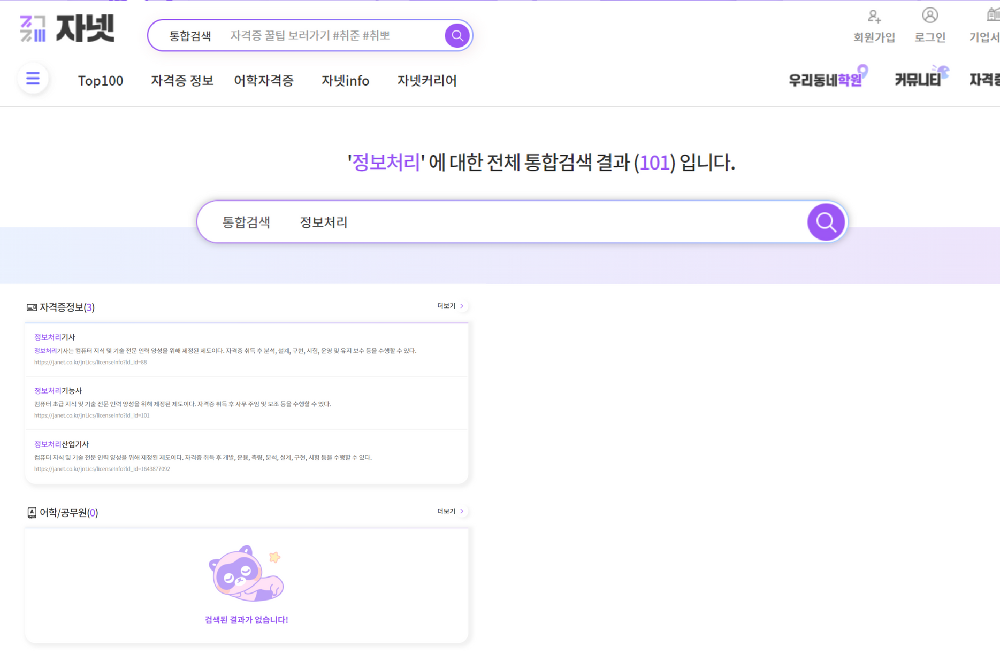 자넷
통합검색 자격증 꿀팁 보러가기 #취준 #취뽀
회원가입 로그인 기업서
Top100 자격증 정보 어학자격증 자넷info 자넷커리어
우리동네학원 커뮤니티 자격증
'정보처리' 에 대한 전체 통합검색 결과 (101) 입니다.
통합검색 정보처리
자격증정보(3) 더보기
정보처리기사
정보처리기사는 컴퓨터 지식 및 기술 전문 인력 양성을 위해 제정된 제도이다. 자격증 취득 후 분석, 설계, 구현, 시험, 운영 및 유지 보수 등을 수행할 수 있다.
https://janet.co.kr/jnLics/licenseInfo?ld_id=88
정보처리기능사
컴퓨터 초급 지식 및 기술 전문 인력 양성을 위해 제정된 제도이다. 자격증 취득 후 사무 주임 및 보조 등을 수행할 수 있다.
https://janet.co.kr/jnLics/licenseInfo?ld_id=101
정보처리산업기사
컴퓨터 지식 및 기술 전문 인력 양성을 위해 제정된 제도이다. 자격증 취득 후 개발, 운용, 측량, 분석, 설계, 구현, 시험 등을 수행할 수 있다.
https://janet.co.kr/jnLics/licenseInfo?ld_id=1643877092
어학/공무원(0) 더보기
검색된 결과가 없습니다!